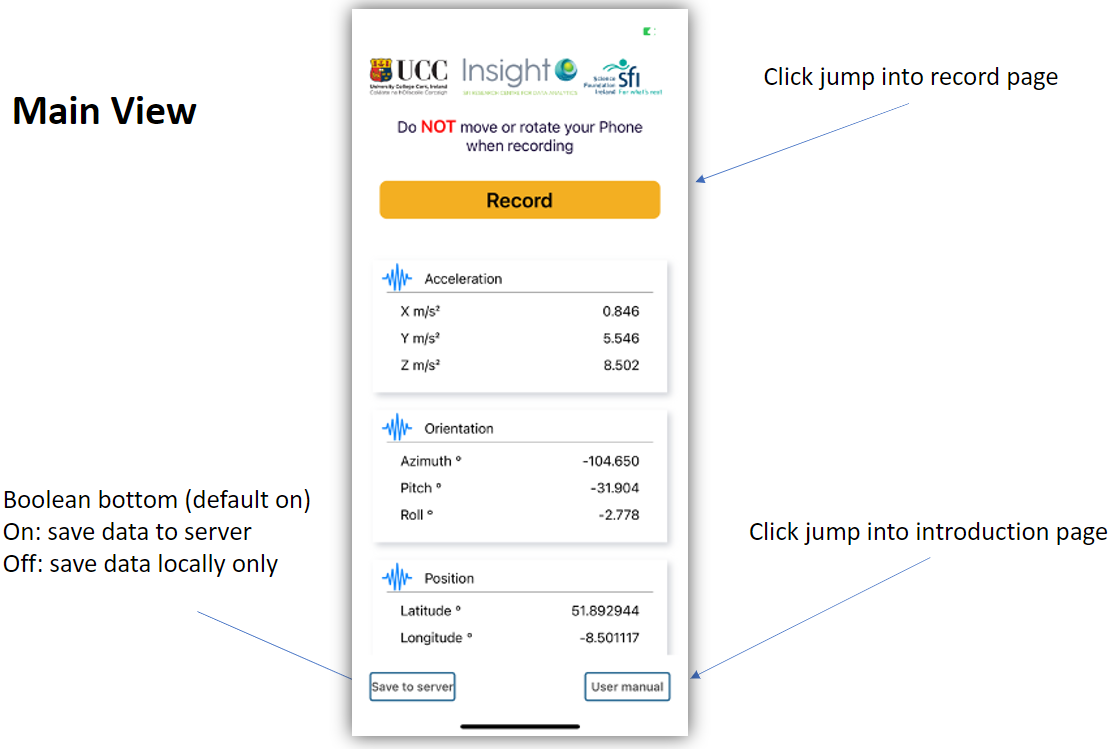 Main View
UCC
University College Cork, Ireland
Coláiste na hOllscoile Corcaigh
Insight
SFI RESEARCH CENTRE FOR DATA ANALYTICS
Science
Foundation
Ireland
sfi
For what's next
Do NOT move or rotate your Phone
when recording
Record
Acceleration
X m/s² 0.846
Y m/s² 5.546
Z m/s² 8.502
Orientation
Azimuth º -104.650
Pitch º -31.904
Roll º -2.778
Position
Latitude º 51.892944
Longitude º -8.501117
Save to server
User manual
Click jump into record page
Boolean bottom (default on)
On: save data to server
Off: save data locally only
Click jump into introduction page